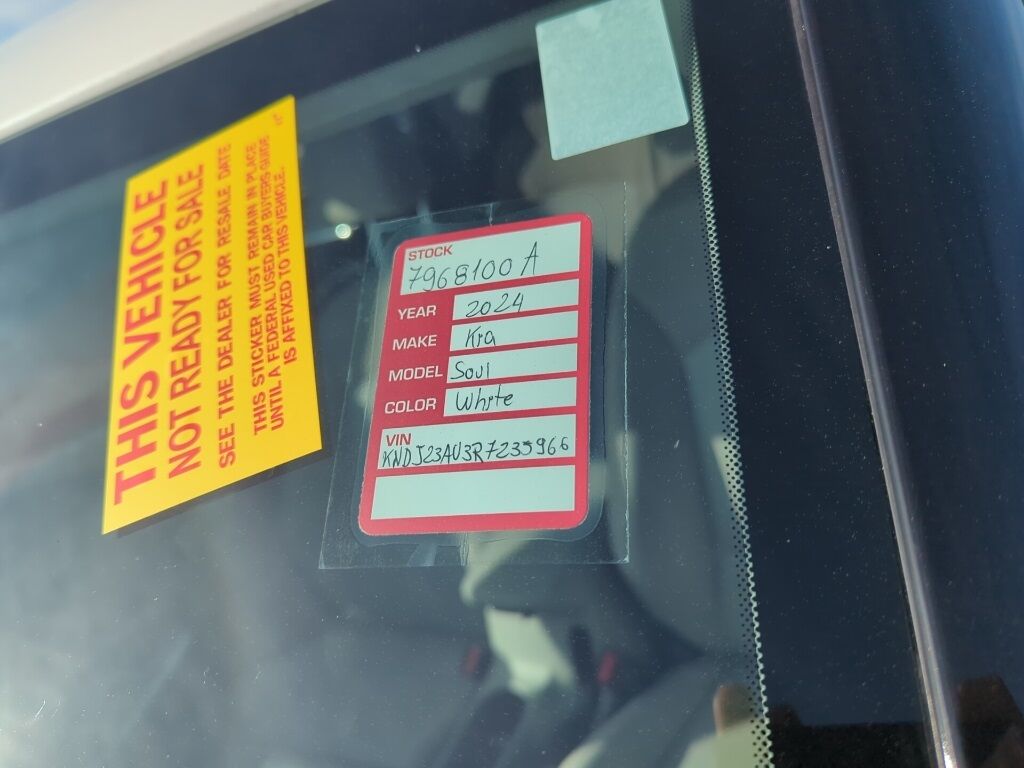 THIS VEHICLE
NOT READY FOR SALE
SEE THE DEALER FOR RESALE DATE
THIS STICKER MUST REMAIN IN PLACE
UNTIL A FEDERAL USED CAR BUYERS GUIDE
IS AFFIXED TO THIS VEHICLE.
STOCK
7968100A
YEAR 2024
MAKE Kia
MODEL Soul
COLOR White
VIN
KNDJ23AU3R7235966